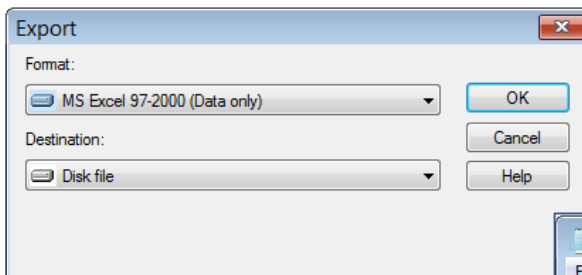 Export
Format:
MS Excel 97-2000 (Data only)
OK
Destination:
Cancel
Disk file
Help